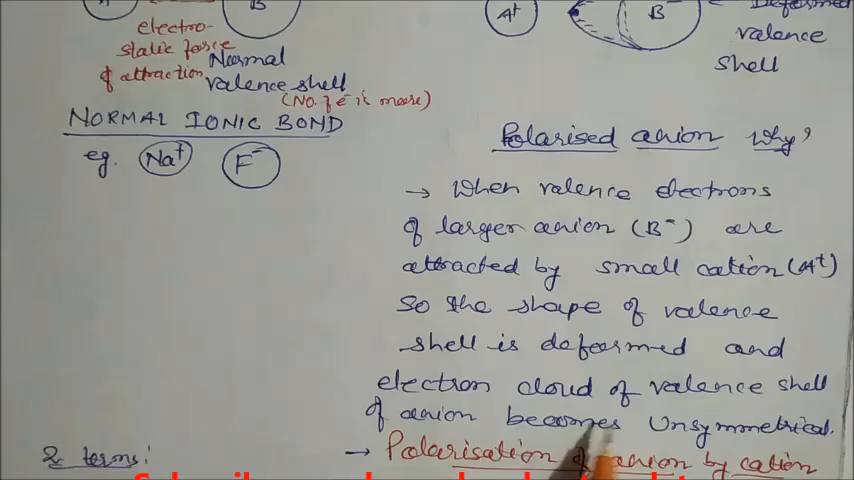 A+
B
electro-
static force
of attraction
Normal
valence shell
(No. of e⁻ is more)
NORMAL IONIC BOND
eg. Na⁺ F⁻
A+
B⁻
Deformed
valence
shell
Polarised anion Why?
→ When valence electrons
of larger anion (B⁻) are
attracted by small cation (A⁺)
So the shape of valence
shell is deformed and
electron cloud of valence shell
of anion becomes Unsymmetrical.
→ Polarisation of anion by cation
2 terms: